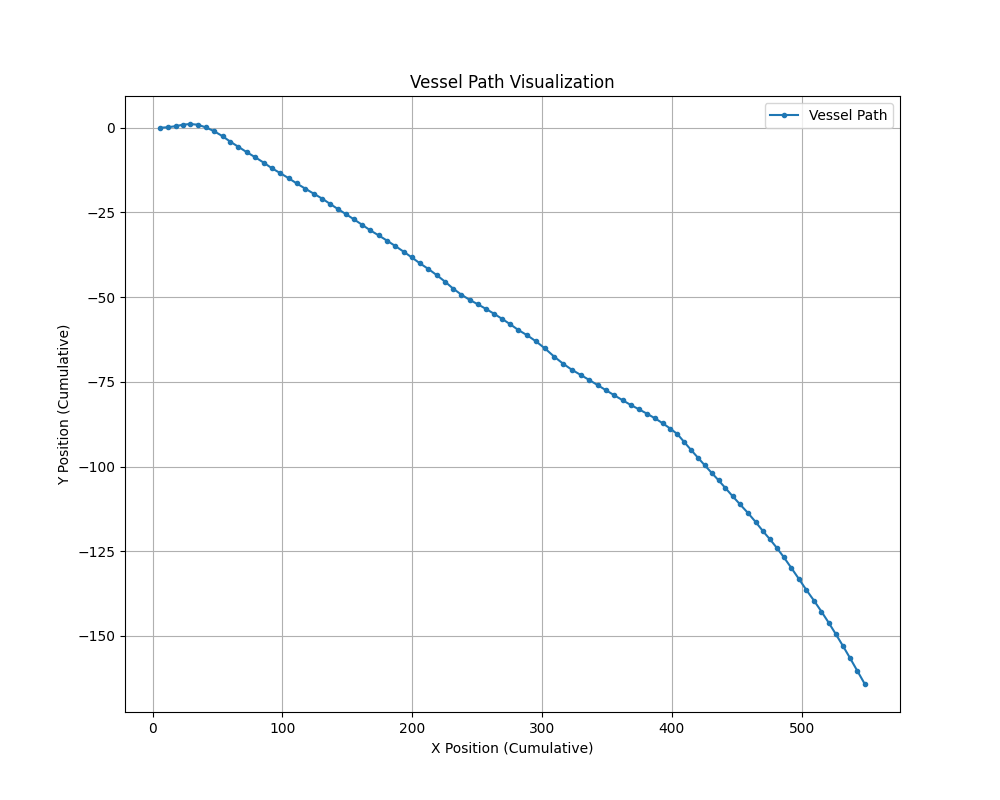 Vessel Path Visualization
Vessel Path
0
−25
−50
−75
−100
−125
−150
Y Position (Cumulative)
0 100 200 300 400 500
X Position (Cumulative)